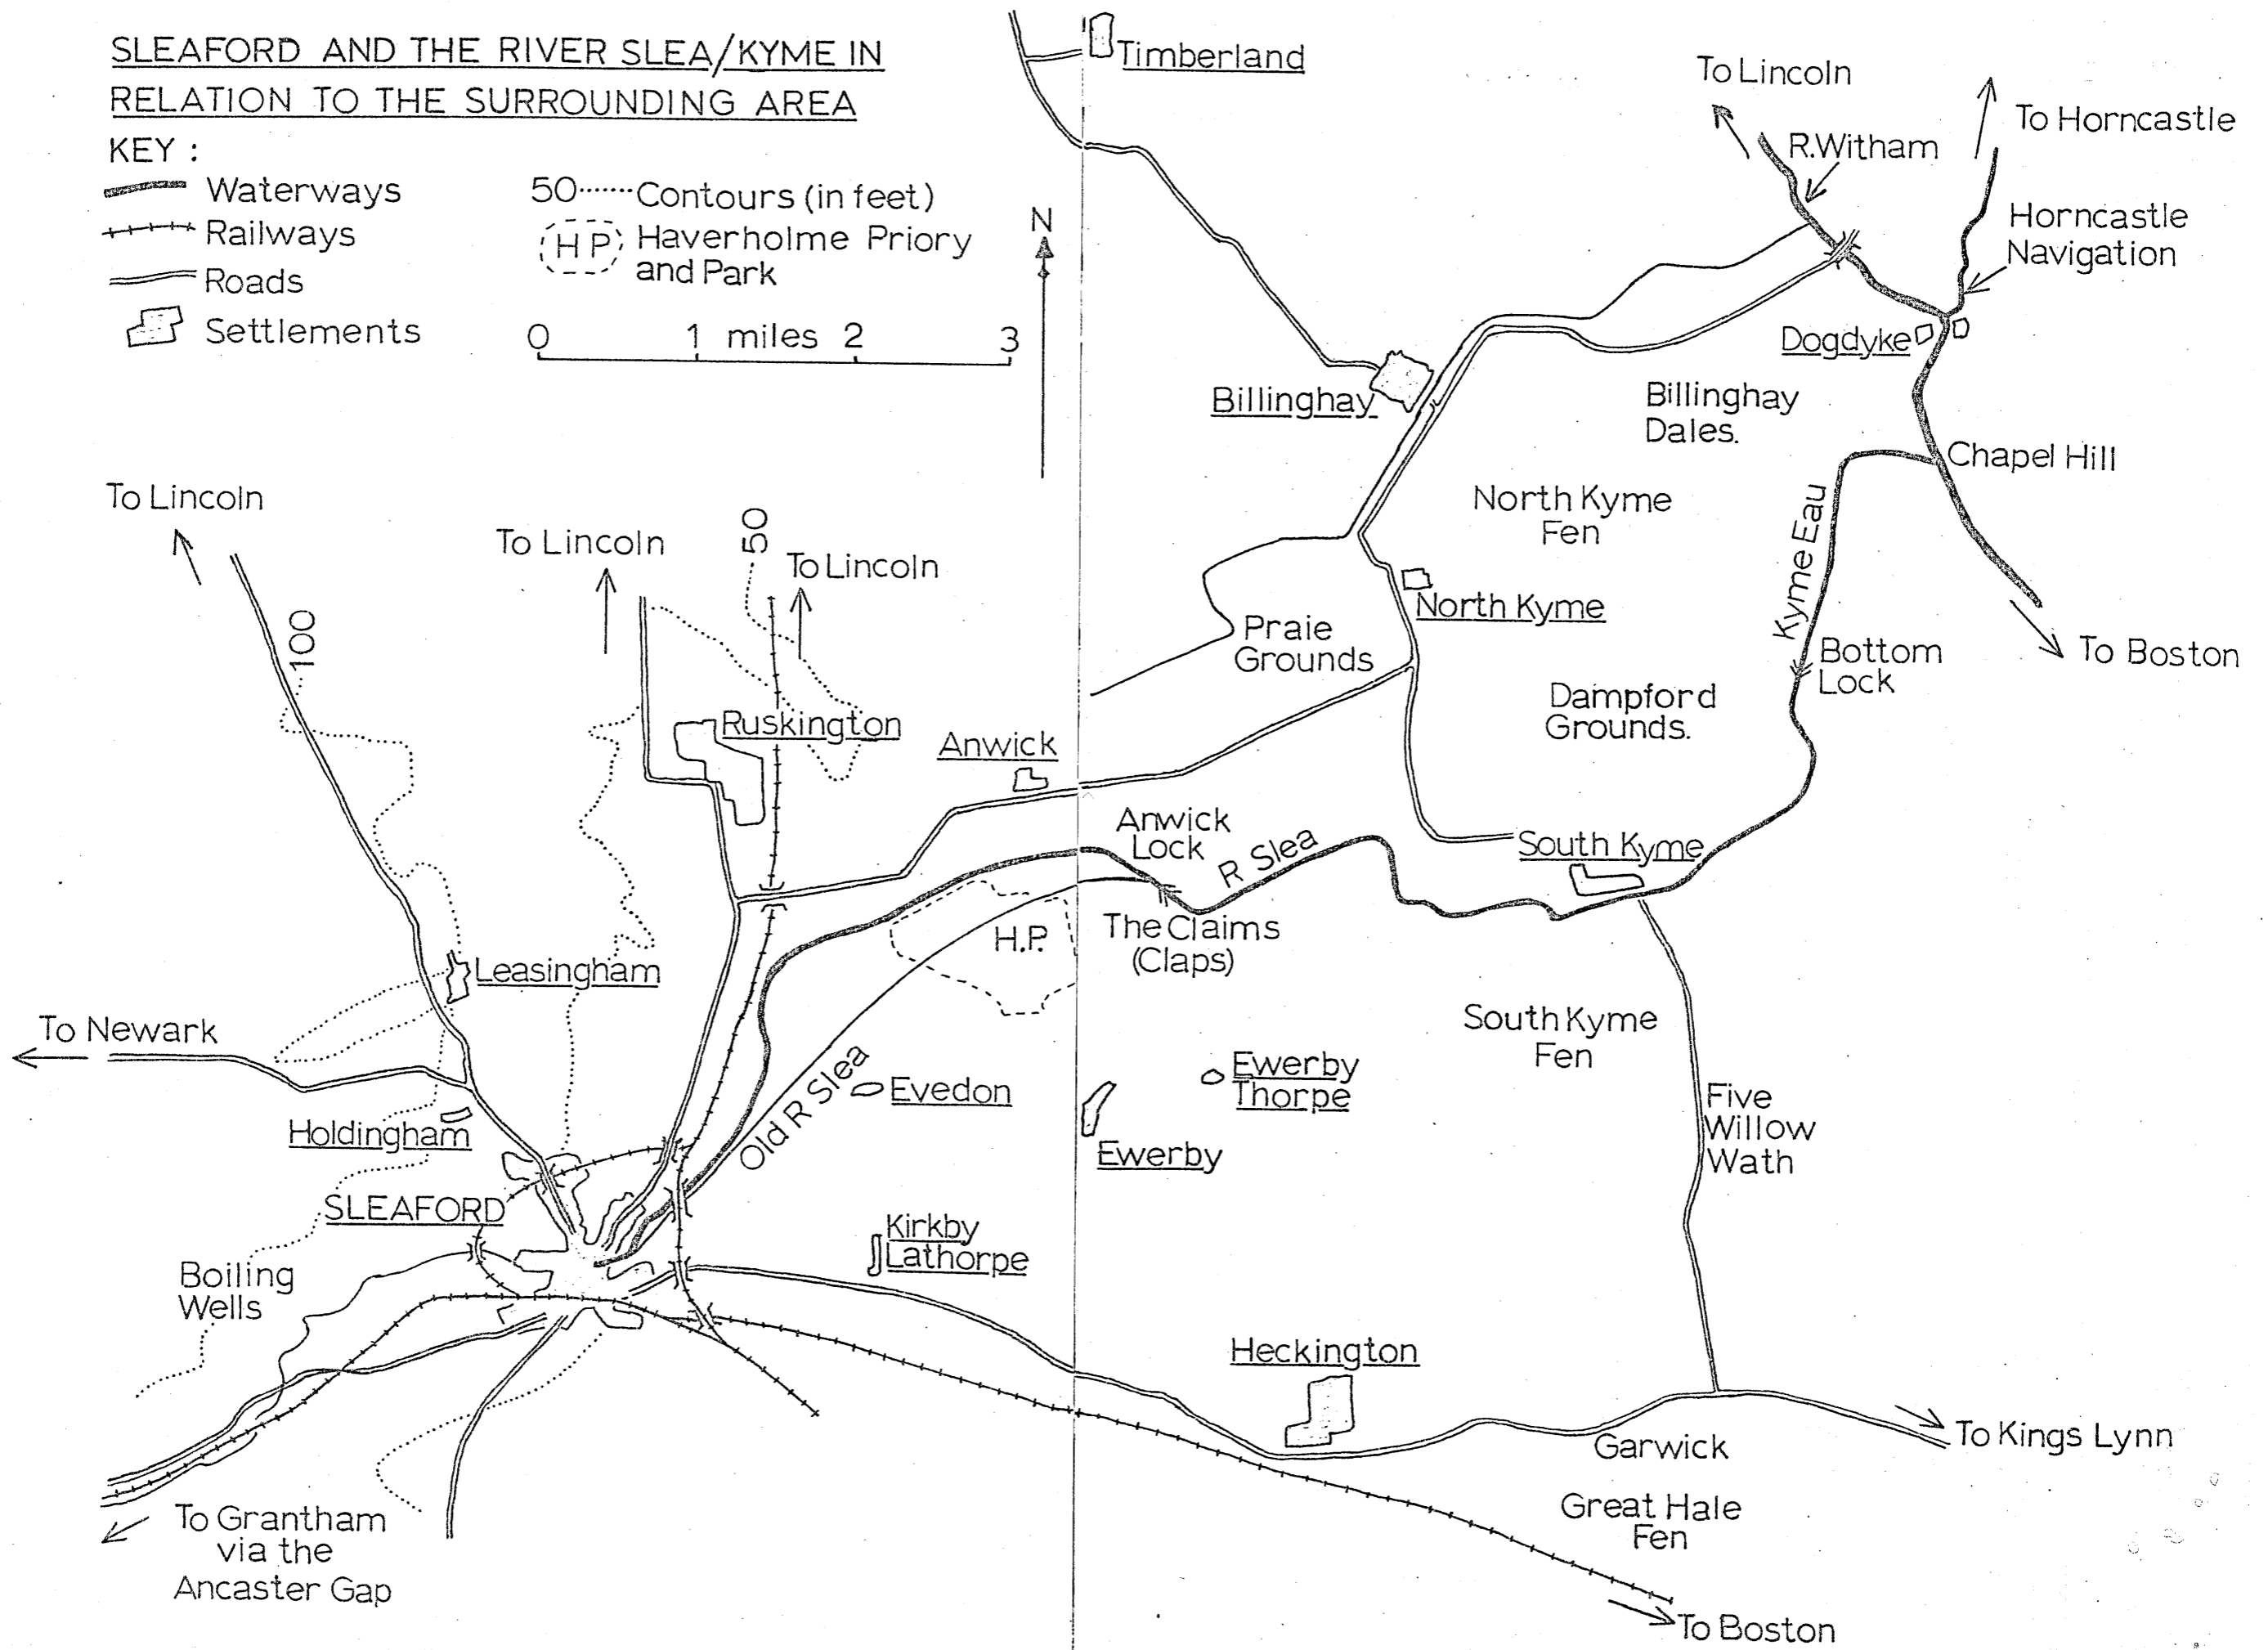 SLEAFORD AND THE RIVER SLEA/KYME IN
RELATION TO THE SURROUNDING AREA
KEY :
Waterways
Railways
Roads
Settlements
50 Contours (in feet)
H P Haverholme Priory
and Park
0 1 miles 2 3
N
Timberland
To Lincoln
To Horncastle
R.Witham
Horncastle
Navigation
Dogdyke
Billinghay
Billinghay
Dales.
Chapel Hill
North Kyme
Fen
Kyme Eau
To Lincoln
To Lincoln
50
To Lincoln
100
North Kyme
Praie
Grounds
Bottom
Lock
To Boston
Dampford
Grounds.
Ruskington
Anwick
Anwick
Lock
R Slea
South Kyme
H.P.
The Claims
(Claps)
Leasingham
To Newark
South Kyme
Fen
Old R Slea
Evedon
Ewerby
Thorpe
Ewerby
Five
Willow
Wath
Holdingham
SLEAFORD
Kirkby
Lathorpe
Boiling
Wells
Heckington
Garwick
To Kings Lynn
Great Hale
Fen
To Grantham
via the
Ancaster Gap
To Boston